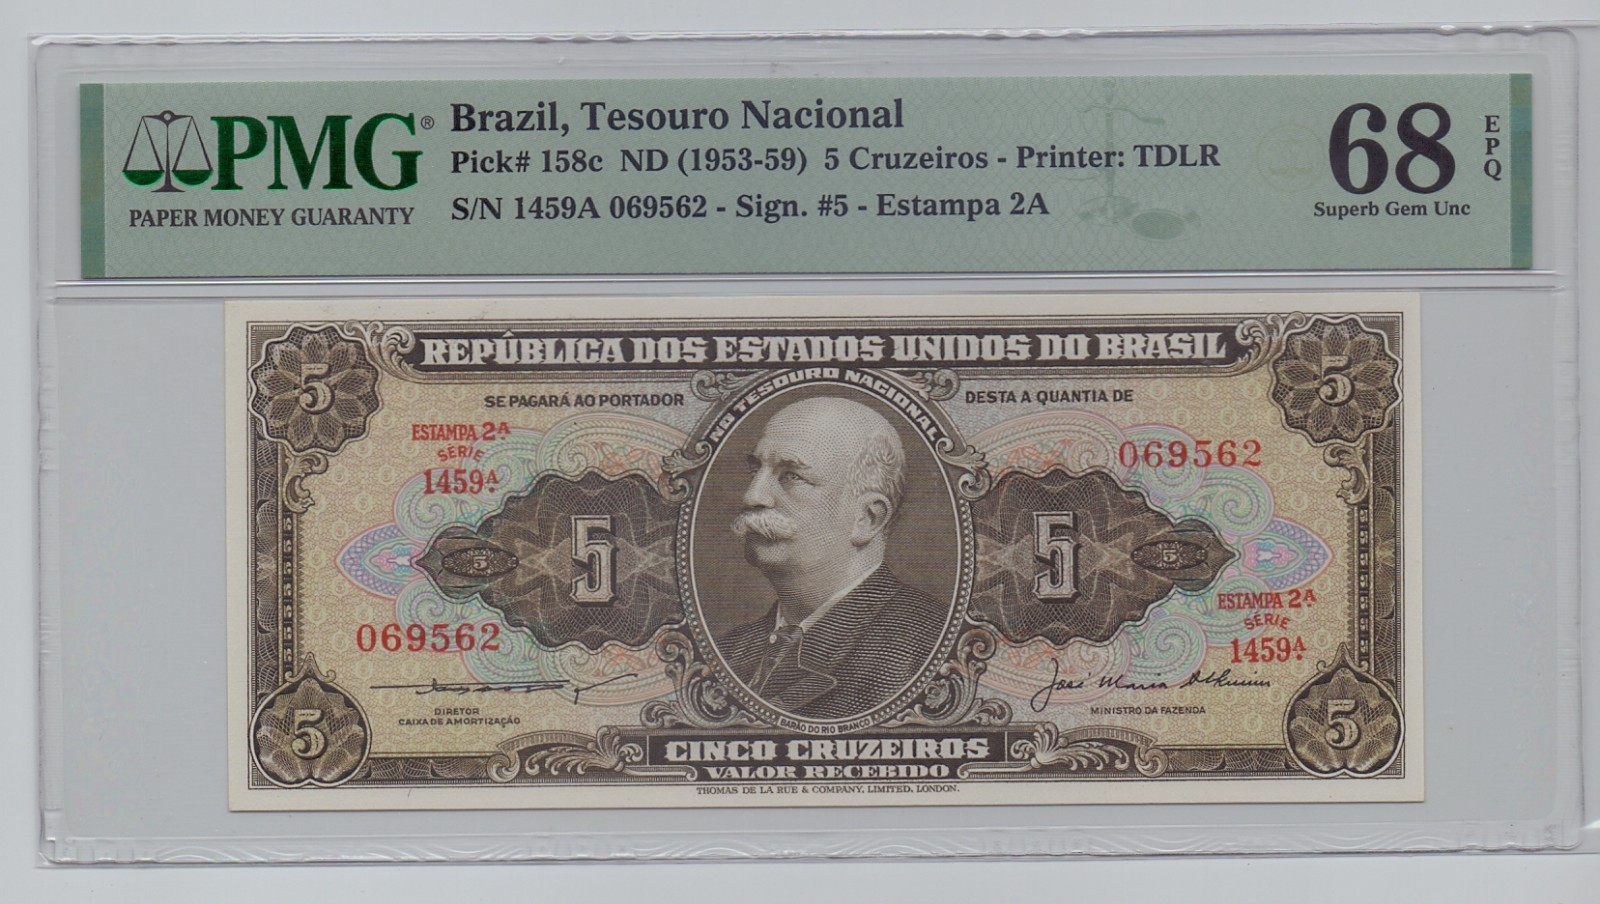 PMG®
PAPER MONEY GUARANTY
Brazil, Tesouro Nacional
Pick# 158c ND (1953-59) 5 Cruzeiros - Printer: TDLR
S/N 1459A 069562 - Sign. #5 - Estampa 2A
68
EPQ
Superb Gem Unc
5
REPÚBLICA DOS ESTADOS UNIDOS DO BRASIL
5
SE PAGARÁ AO PORTADOR
NO TESOURO NACIONAL
DESTA A QUANTIA DE
ESTAMPA 2A
SÉRIE
1459A
069562
5
5
5
5
069562
ESTAMPA 2A
SÉRIE
1459A
José Maria
DIRETOR
CAIXA DE AMORTIZAÇÃO
MINISTRO DA FAZENDA
BARÃO DO RIO BRANCO
5
CINCO CRUZEIROS
5
VALOR RECEBIDO
THOMAS DE LA RUE & COMPANY, LIMITED, LONDON.